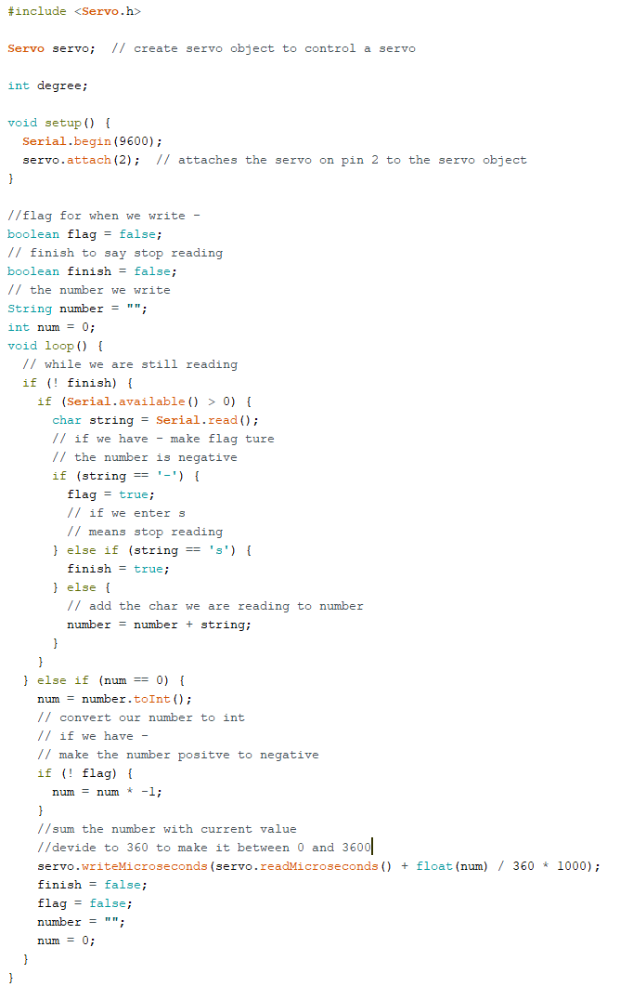 #include <Servo.h>

Servo servo;  // create servo object to control a servo

int degree;

void setup() {
  Serial.begin(9600);
  servo.attach(2);  // attaches the servo on pin 2 to the servo object
}

//flag for when we write -
boolean flag = false;
// finish to say stop reading
boolean finish = false;
// the number we write
String number = "";
int num = 0;
void loop() {
  // while we are still reading
  if (! finish) {
    if (Serial.available() > 0) {
      char string = Serial.read();
      // if we have - make flag ture
      // the number is negative
      if (string == '-') {
        flag = true;
        // if we enter s
        // means stop reading
      } else if (string == 's') {
        finish = true;
      } else {
        // add the char we are reading to number
        number = number + string;
      }
    }
  } else if (num == 0) {
    num = number.toInt();
    // convert our number to int
    // if we have -
    // make the number positve to negative
    if (! flag) {
      num = num * -1;
    }
    //sum the number with current value
    //devide to 360 to make it between 0 and 3600
    servo.writeMicroseconds(servo.readMicroseconds() + float(num) / 360 * 1000);
    finish = false;
    flag = false;
    number = "";
    num = 0;
  }
}